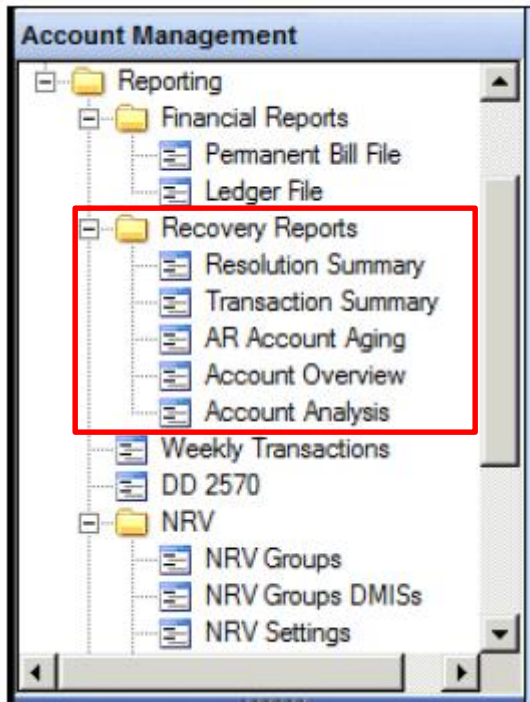 Account Management
Reporting
Financial Reports
Permanent Bill File
Ledger File
Recovery Reports
Resolution Summary
Transaction Summary
AR Account Aging
Account Overview
Account Analysis
Weekly Transactions
DD 2570
NRV
NRV Groups
NRV Groups DMISs
NRV Settings